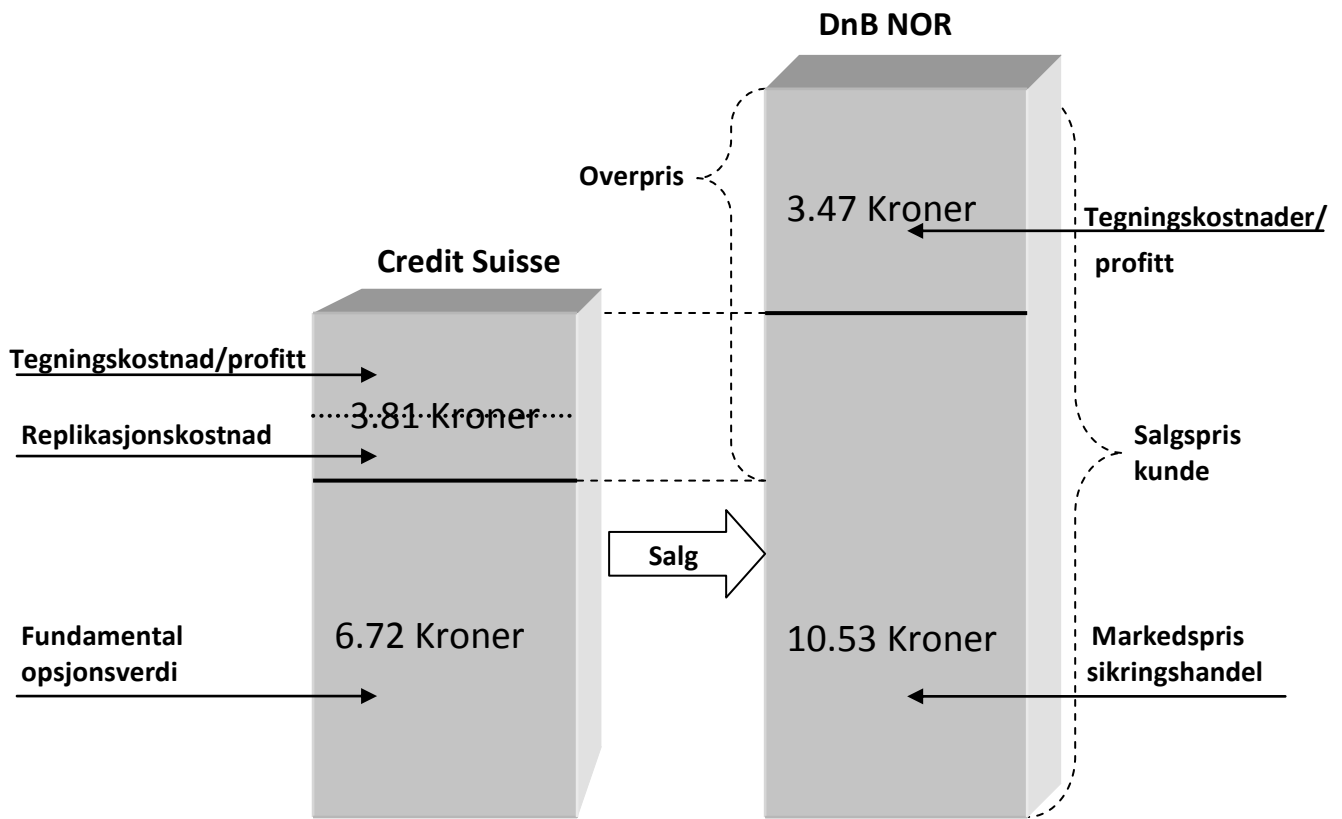 DnB NOR
Overpris
3.47 Kroner
Tegningskostnader/
profitt
Credit Suisse
Tegningskostnad/profitt
3.81 Kroner
Replikasjonskostnad
Salgspris
kunde
Salg
Fundamental
opsjonsverdi
6.72 Kroner
10.53 Kroner
Markedspris
sikringshandel